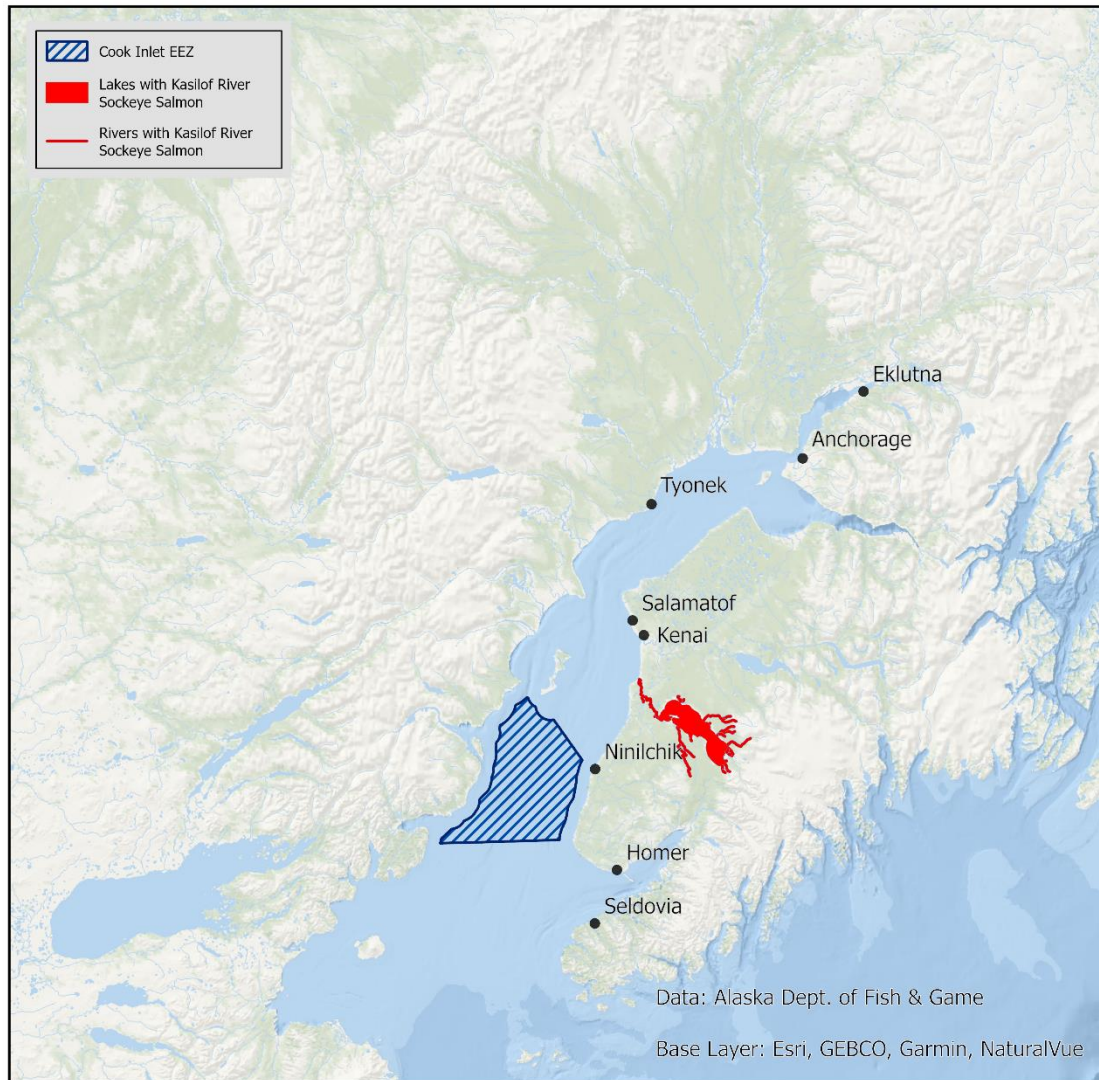 Cook Inlet EEZ
Lakes with Kasilof River
Sockeye Salmon
Rivers with Kasilof River
Sockeye Salmon
Eklutna
Anchorage
Tyonek
Salamatof
Kenai
Ninilchik
Homer
Seldovia
Data: Alaska Dept. of Fish & Game
Base Layer: Esri, GEBCO, Garmin, NaturalVue